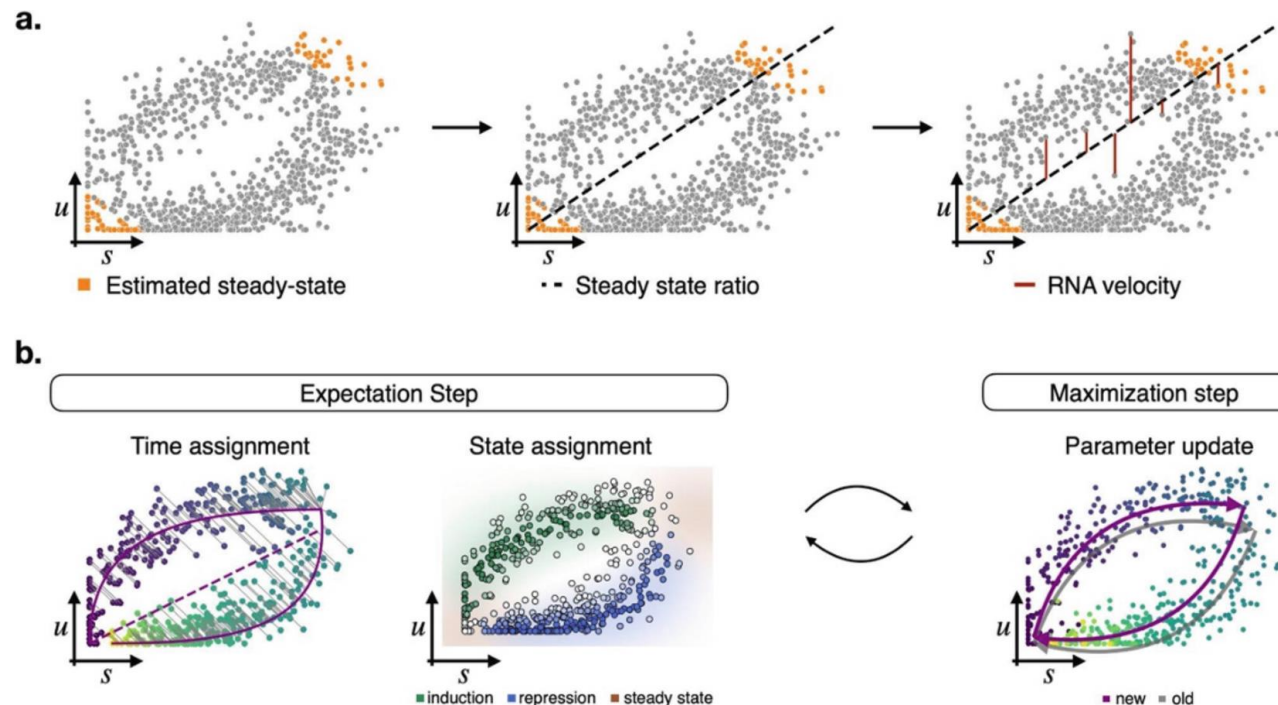 a.
u
s
u
s
u
s
Estimated steady-state
Steady state ratio
RNA velocity
b.
Expectation Step
Maximization step
Time assignment
State assignment
Parameter update
u
s
u
s
u
s
induction repression steady state
new old